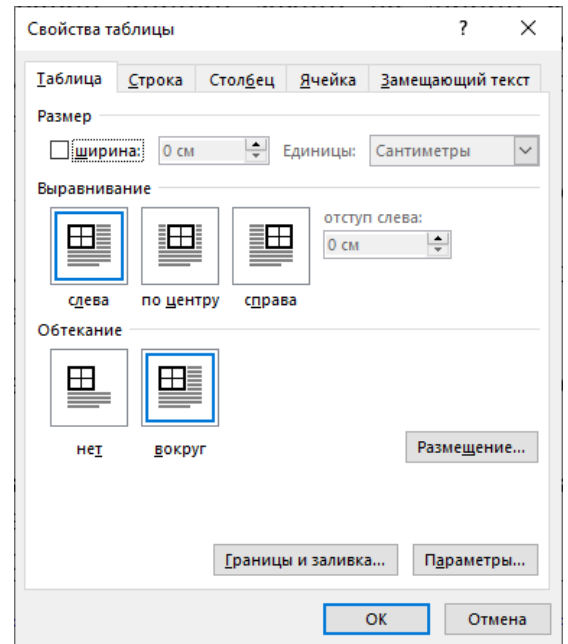 Свойства таблицы ?
Таблица Строка Столбец Ячейка Замещающий текст
Размер
ширина: 0 см Единицы: Сантиметры
Выравнивание
отступ слева:
0 см
слева по центру справа
Обтекание
нет вокруг
Размещение...
Границы и заливка... Параметры...
ОК Отмена